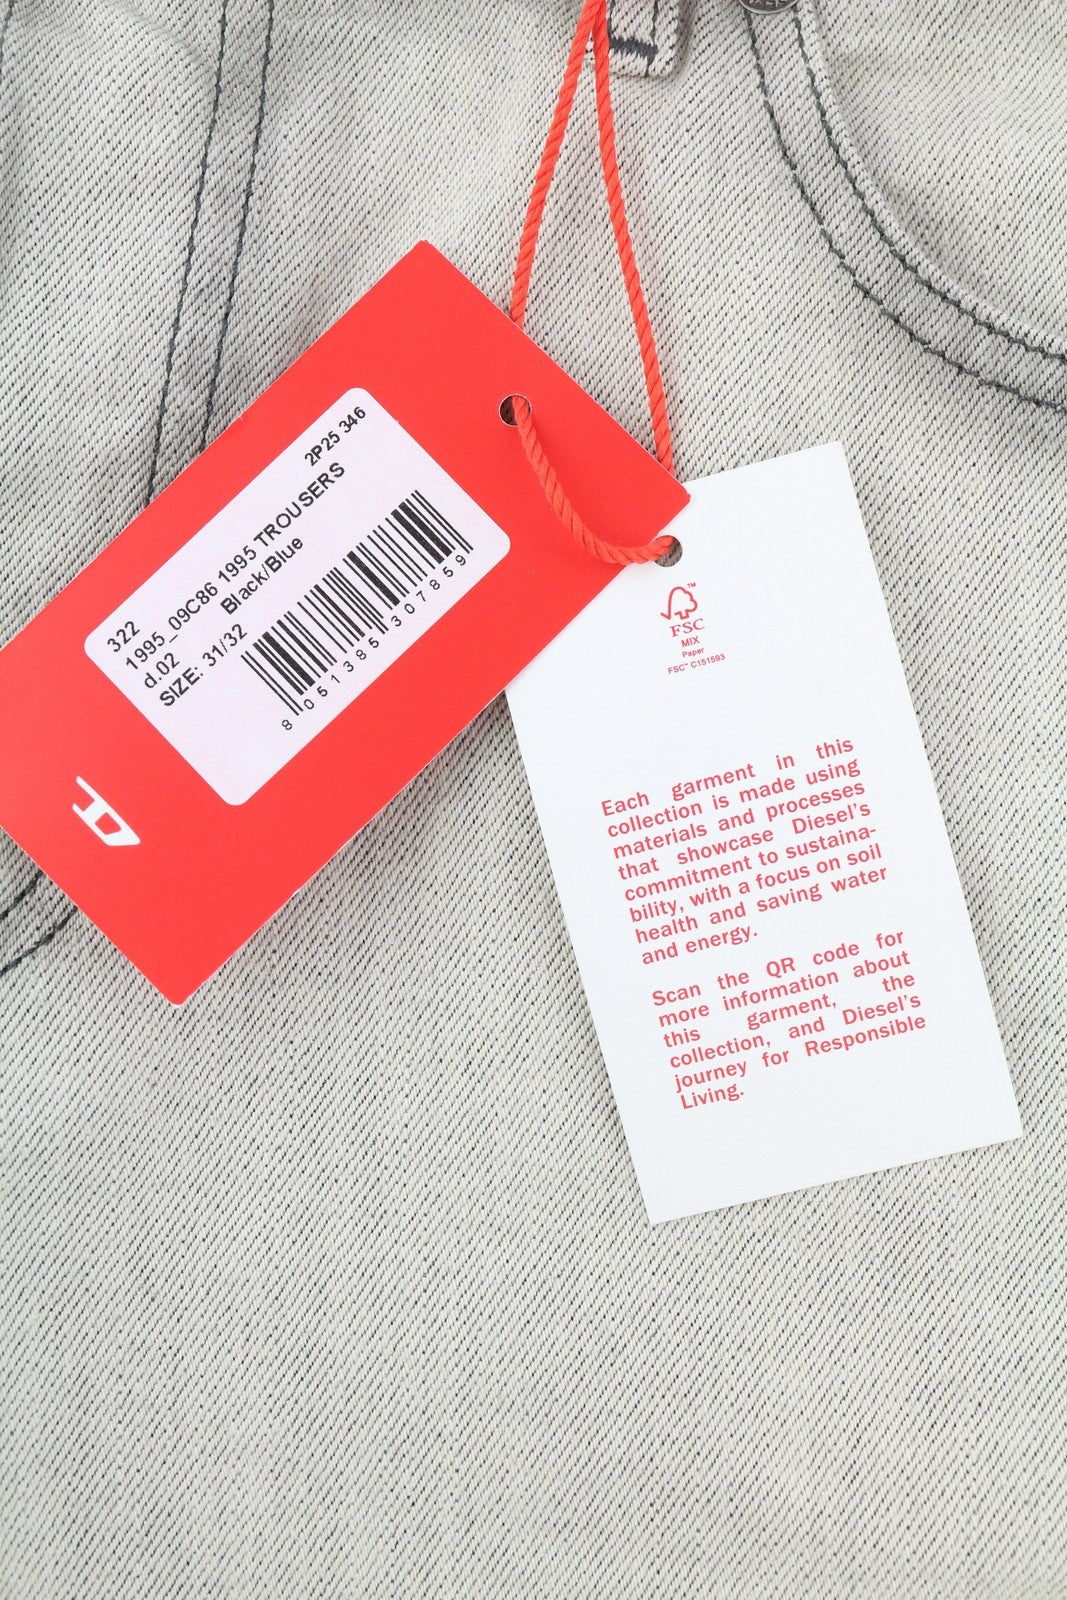 2P25 346
322
1995_09C86 1995 TROUSERS
d.02 Black/Blue
SIZE: 31/32
8 051385 307859
™
FSC
MIX
Paper
FSC™ C151593
Each garment in this
collection is made using
materials and processes
that showcase Diesel's
commitment to sustaina-
bility, with a focus on soil
health and saving water
and energy.
Scan the QR code for
more information about
this garment, the
collection, and Diesel's
journey for Responsible
Living.